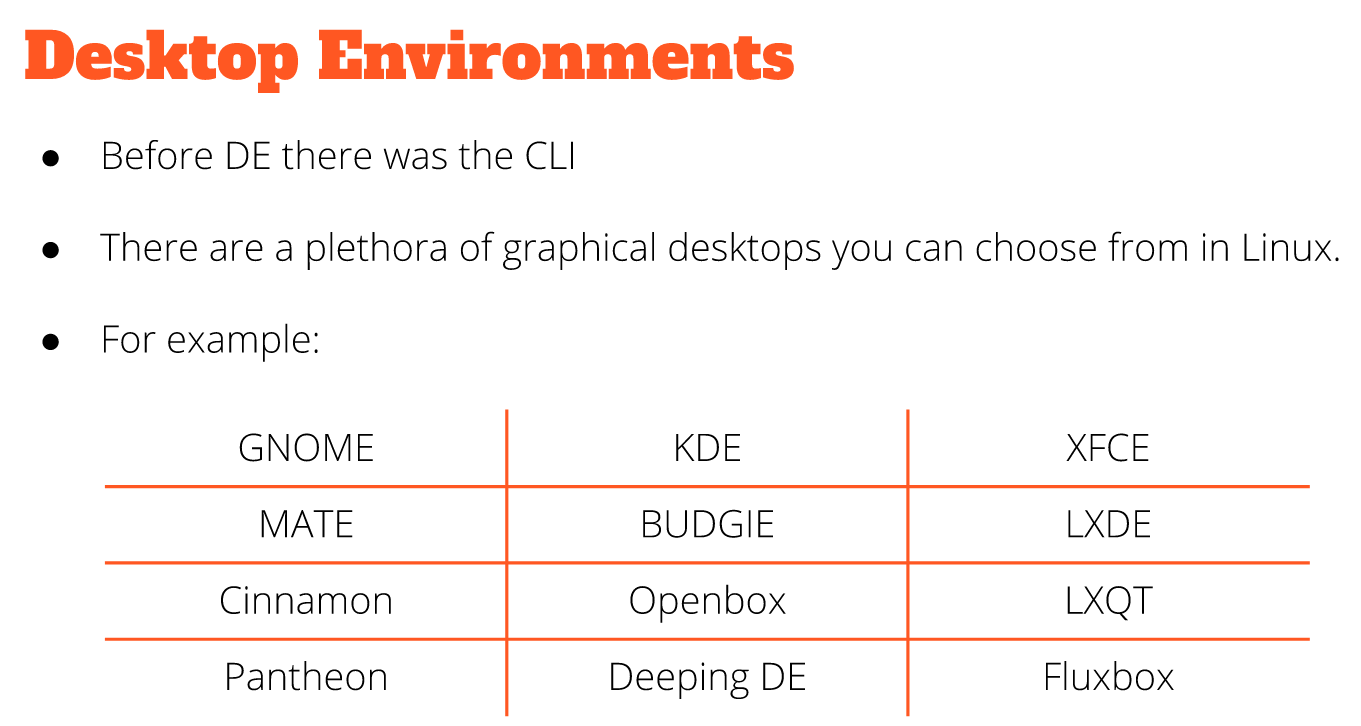 Desktop Environments
● Before DE there was the CLI
● There are a plethora of graphical desktops you can choose from in Linux.
● For example:
GNOME KDE XFCE
MATE BUDGIE LXDE
Cinnamon Openbox LXQT
Pantheon Deeping DE Fluxbox